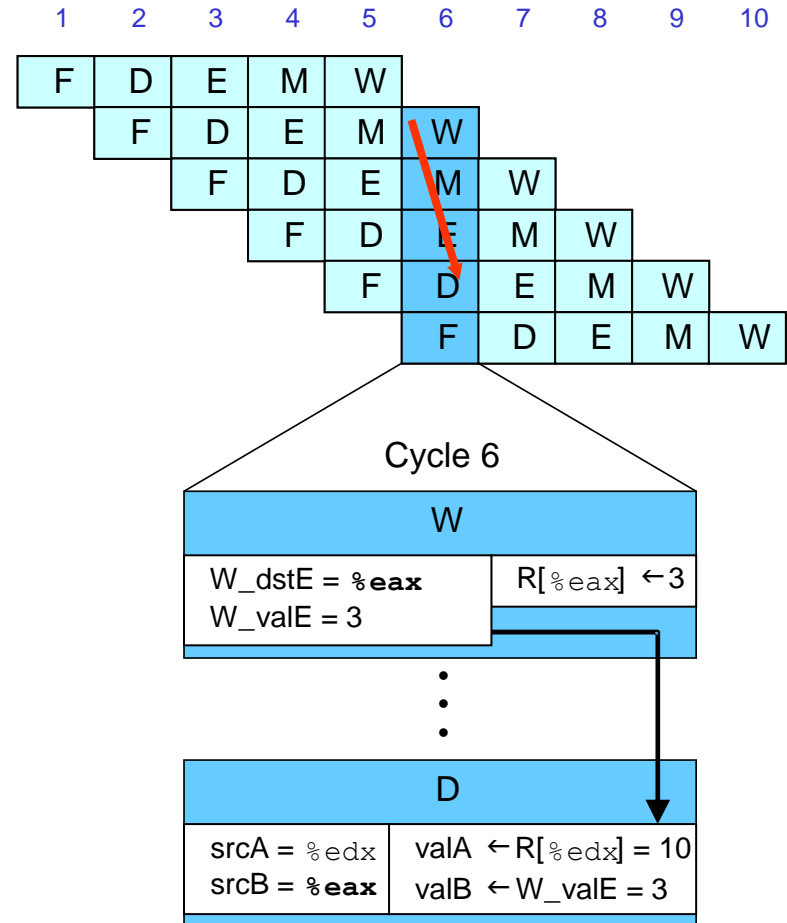 1 2 3 4 5 6 7 8 9 10
F D E M W
F D E M W
F D E M W
F D E M W
F D E M W
F D E M W
Cycle 6
W
W_dstE = %eax R[%eax] ←3
W_valE = 3
•
•
•
D
srcA = %edx valA ←R[%edx] = 10
srcB = %eax valB ←W_valE = 3